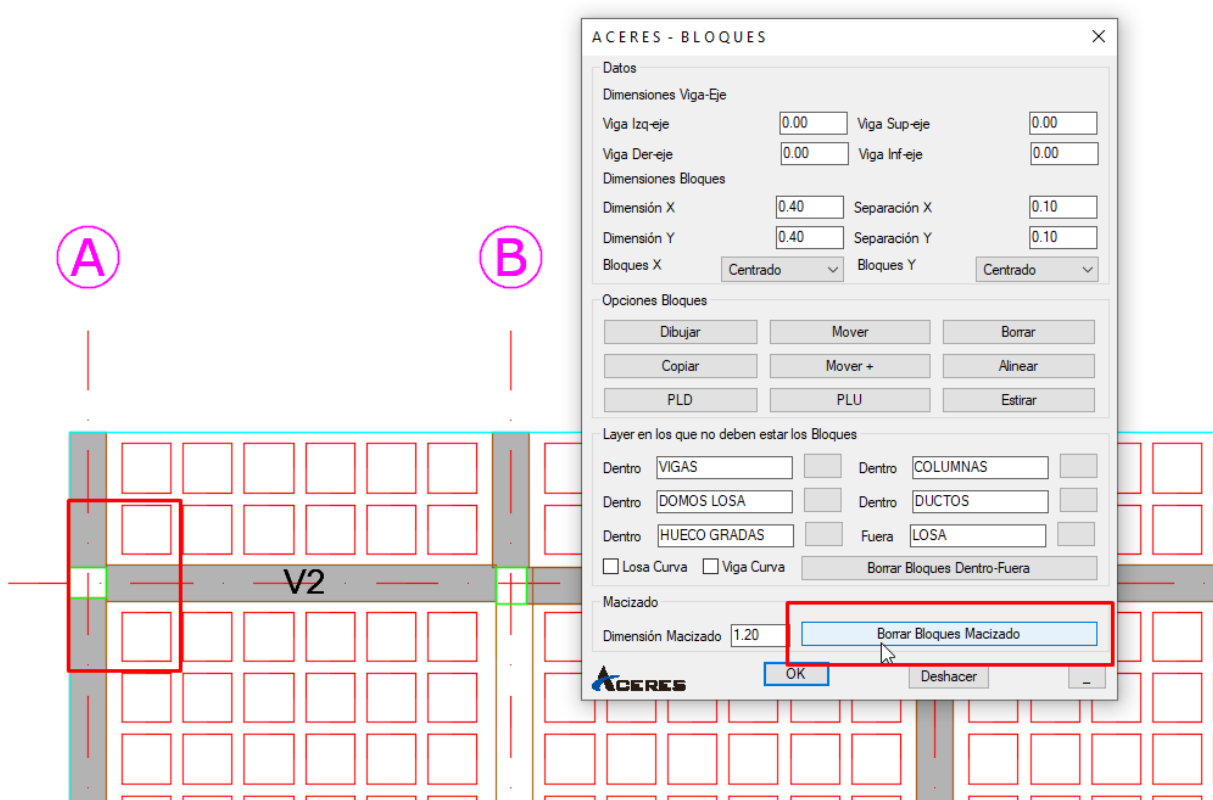 ACERES - BLOQUES
Datos
Dimensiones Viga-Eje
Viga Izq-eje 0.00 Viga Sup-eje 0.00
Viga Der-eje 0.00 Viga Inf-eje 0.00
Dimensiones Bloques
Dimensión X 0.40 Separación X 0.10
Dimensión Y 0.40 Separación Y 0.10
Bloques X Centrado Bloques Y Centrado
A B
Opciones Bloques
Dibujar Mover Borrar
Copiar Mover + Alinear
PLD PLU Estirar
Layer en los que no deben estar los Bloques
Dentro VIGAS Dentro COLUMNAS
Dentro DOMOS LOSA Dentro DUCTOS
Dentro HUECO GRADAS Fuera LOSA
Losa Curva Viga Curva Borrar Bloques Dentro-Fuera
V2
Macizado
Dimensión Macizado 1.20 Borrar Bloques Macizado
ACERES OK Deshacer _